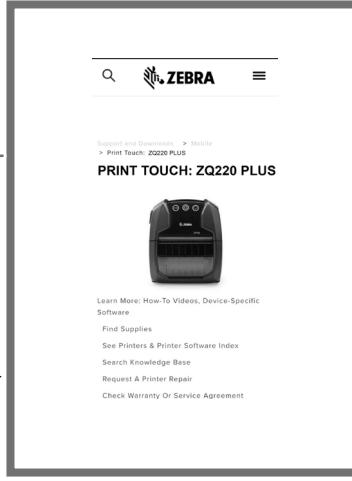 ZEBRA
Support and Downloads > Mobile
> Print Touch: ZQ220 PLUS
PRINT TOUCH: ZQ220 PLUS
ZEBRA
Learn More: How-To Videos, Device-Specific
Software
Find Supplies
See Printers & Printer Software Index
Search Knowledge Base
Request A Printer Repair
Check Warranty Or Service Agreement